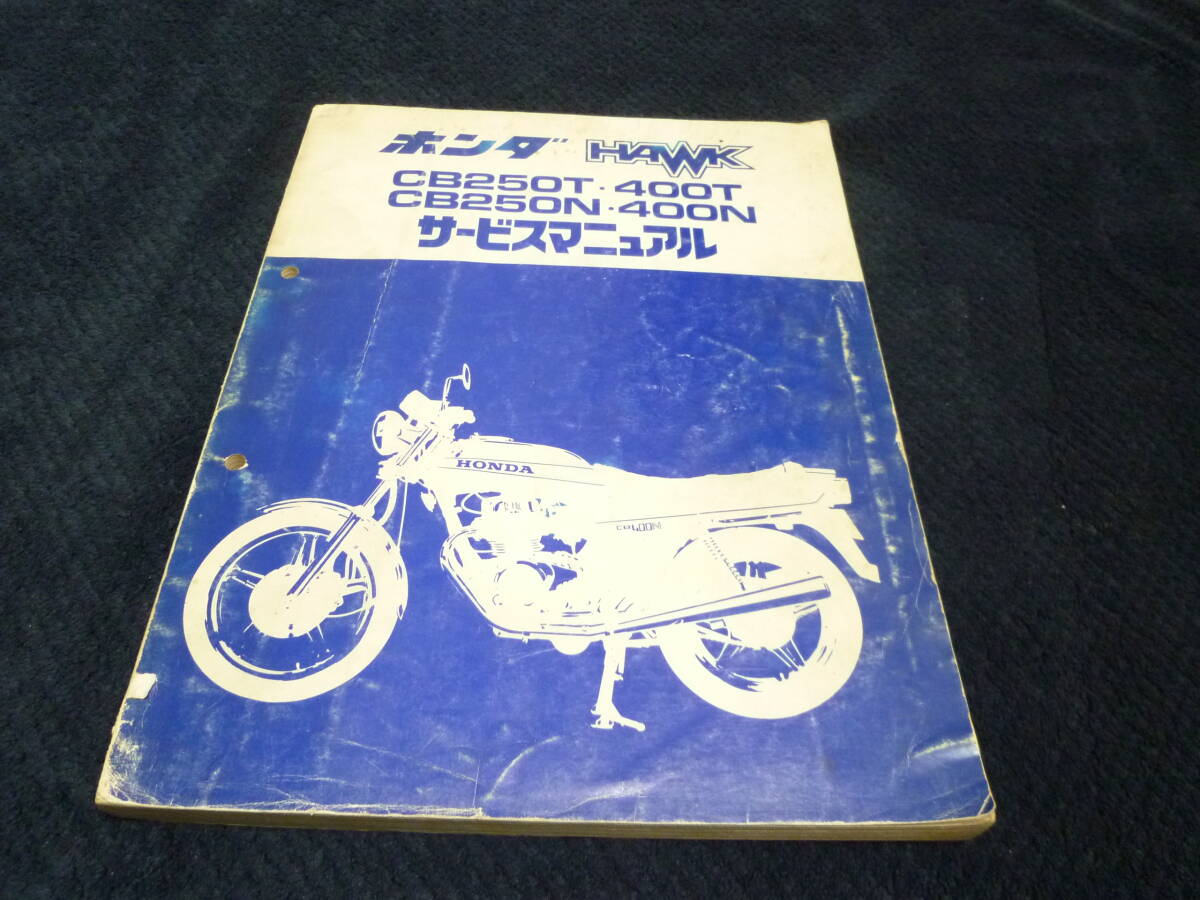 ホンダ HAWK
CB250T·400T
CB250N·400N
サービスマニュアル
HONDA
CB400N